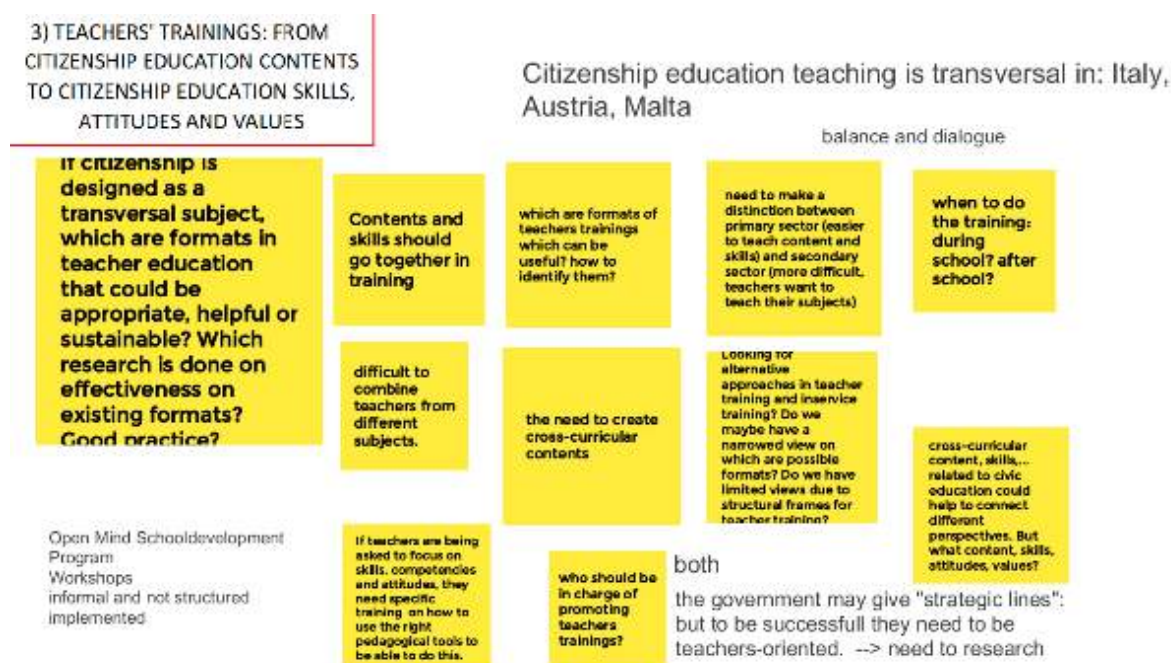 3) TEACHERS' TRAININGS: FROM
CITIZENSHIP EDUCATION CONTENTS
TO CITIZENSHIP EDUCATION SKILLS,
ATTITUDES AND VALUES
Citizenship education teaching is transversal in: Italy,
Austria, Malta
balance and dialogue
If citizenship is
designed as a
transversal subject,
which are formats in
teacher education
that could be
appropriate, helpful or
sustainable? Which
research is done on
effectiveness on
existing formats?
Good practice?
Contents and
skills should
go together in
training
which are formats of
teachers trainings
which can be
useful? how to
identify them?
need to make a
distinction between
primary sector (easier
to teach content and
skills) and secondary
sector (more difficult,
teachers want to
teach their subjects)
when to do
the training:
during
school? after
school?
difficult to
combine
teachers from
different
subjects.
the need to create
cross-curricular
contents
Looking for
alternative
approaches in teacher
training and inservice
training? Do we
maybe have a
narrowed view on
which are possible
formats? Do we have
limited views due to
structural frames for
teacher training?
cross-curricular
content, skills,...
related to civic
education could
help to connect
different
perspectives. But
what content, skills,
attitudes, values?
Open Mind Schooldevelopment
Program
Workshops
informal and not structured
implemented
If teachers are being
asked to focus on
skills, competencies
and attitudes, they
need specific
training on how to
use the right
pedagogical tools to
be able to do this.
who should be
in charge of
promoting
teachers
trainings?
both
the government may give "strategic lines":
but to be successfull they need to be
teachers-oriented. --> need to research